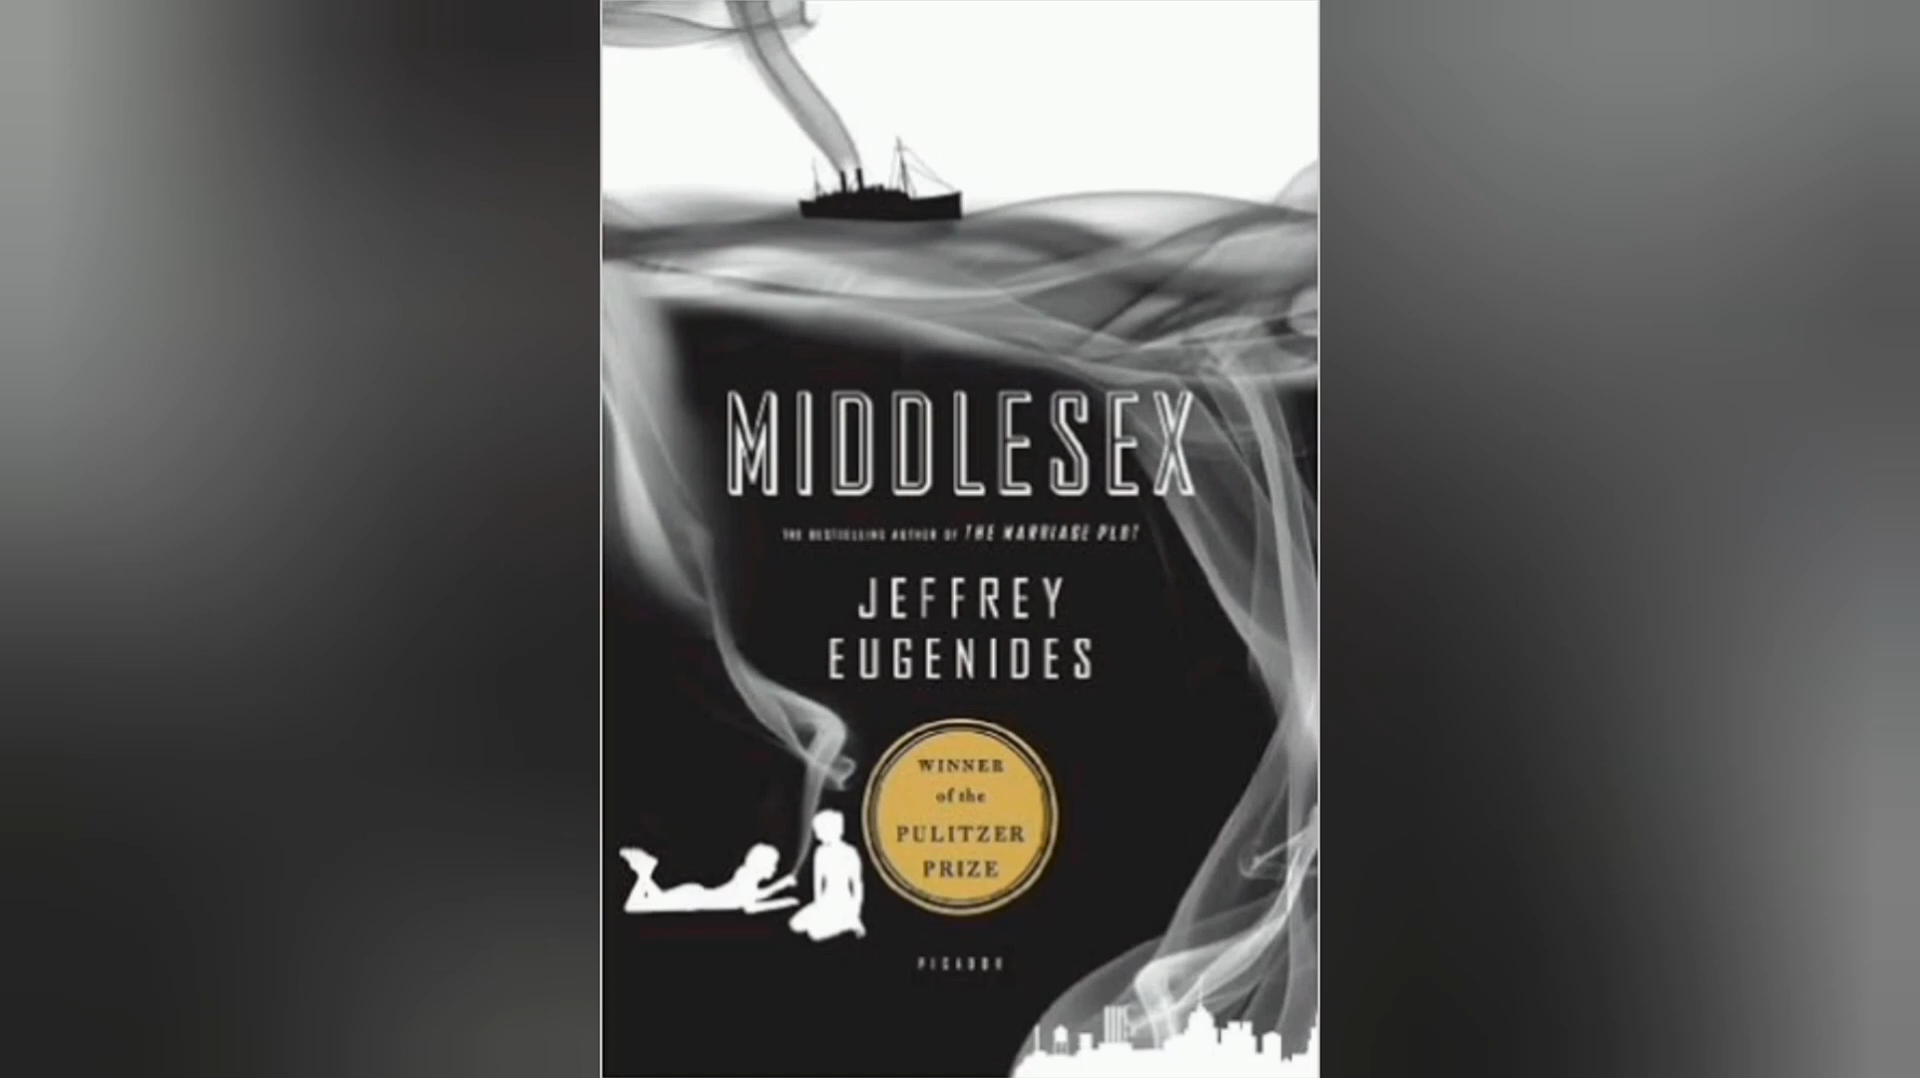 MIDDLESEX
THE BESTSELLING AUTHOR OF THE MARRIAGE PLOT
JEFFREY
EUGENIDES
WINNER
of the
PULITZER
PRIZE
PICADOR